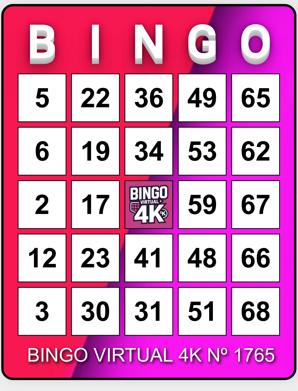 BINGO
5 22 36 49 65
6 19 34 53 62
2 17 BINGO VIRTUAL 4K 59 67
12 23 41 48 66
3 30 31 51 68
BINGO VIRTUAL 4K Nº 1765